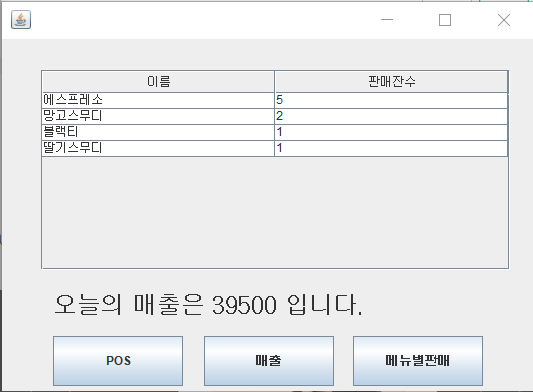 이름 판매잔수
에스프레소 5
망고스무디 2
블랙티 1
딸기스무디 1
오늘의 매출은 39500 입니다.
POS 매출 메뉴별판매